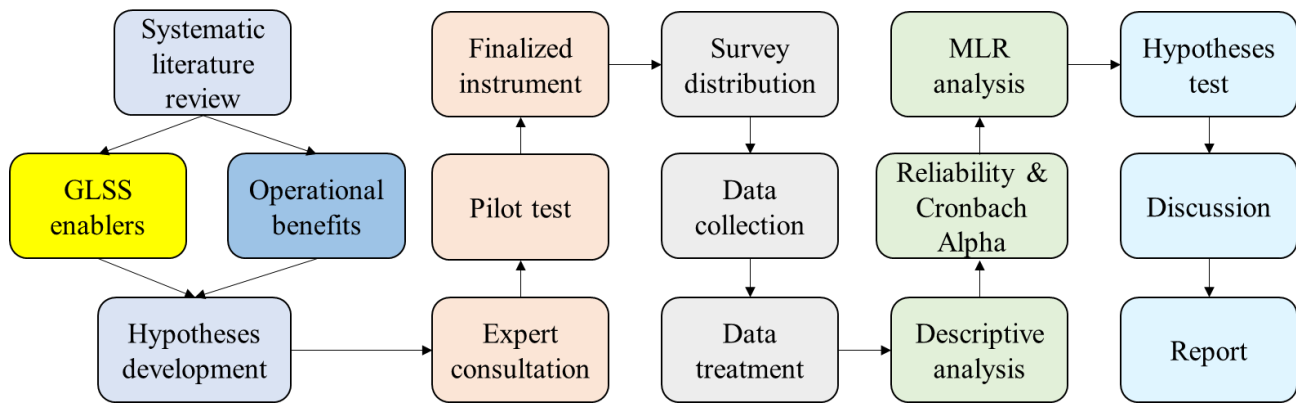 Systematic
literature
review
GLSS
enablers
Operational
benefits
Hypotheses
development
Expert
consultation
Pilot test
Finalized
instrument
Survey
distribution
Data
collection
Data
treatment
Descriptive
analysis
Reliability &
Cronbach
Alpha
MLR
analysis
Hypotheses
test
Discussion
Report